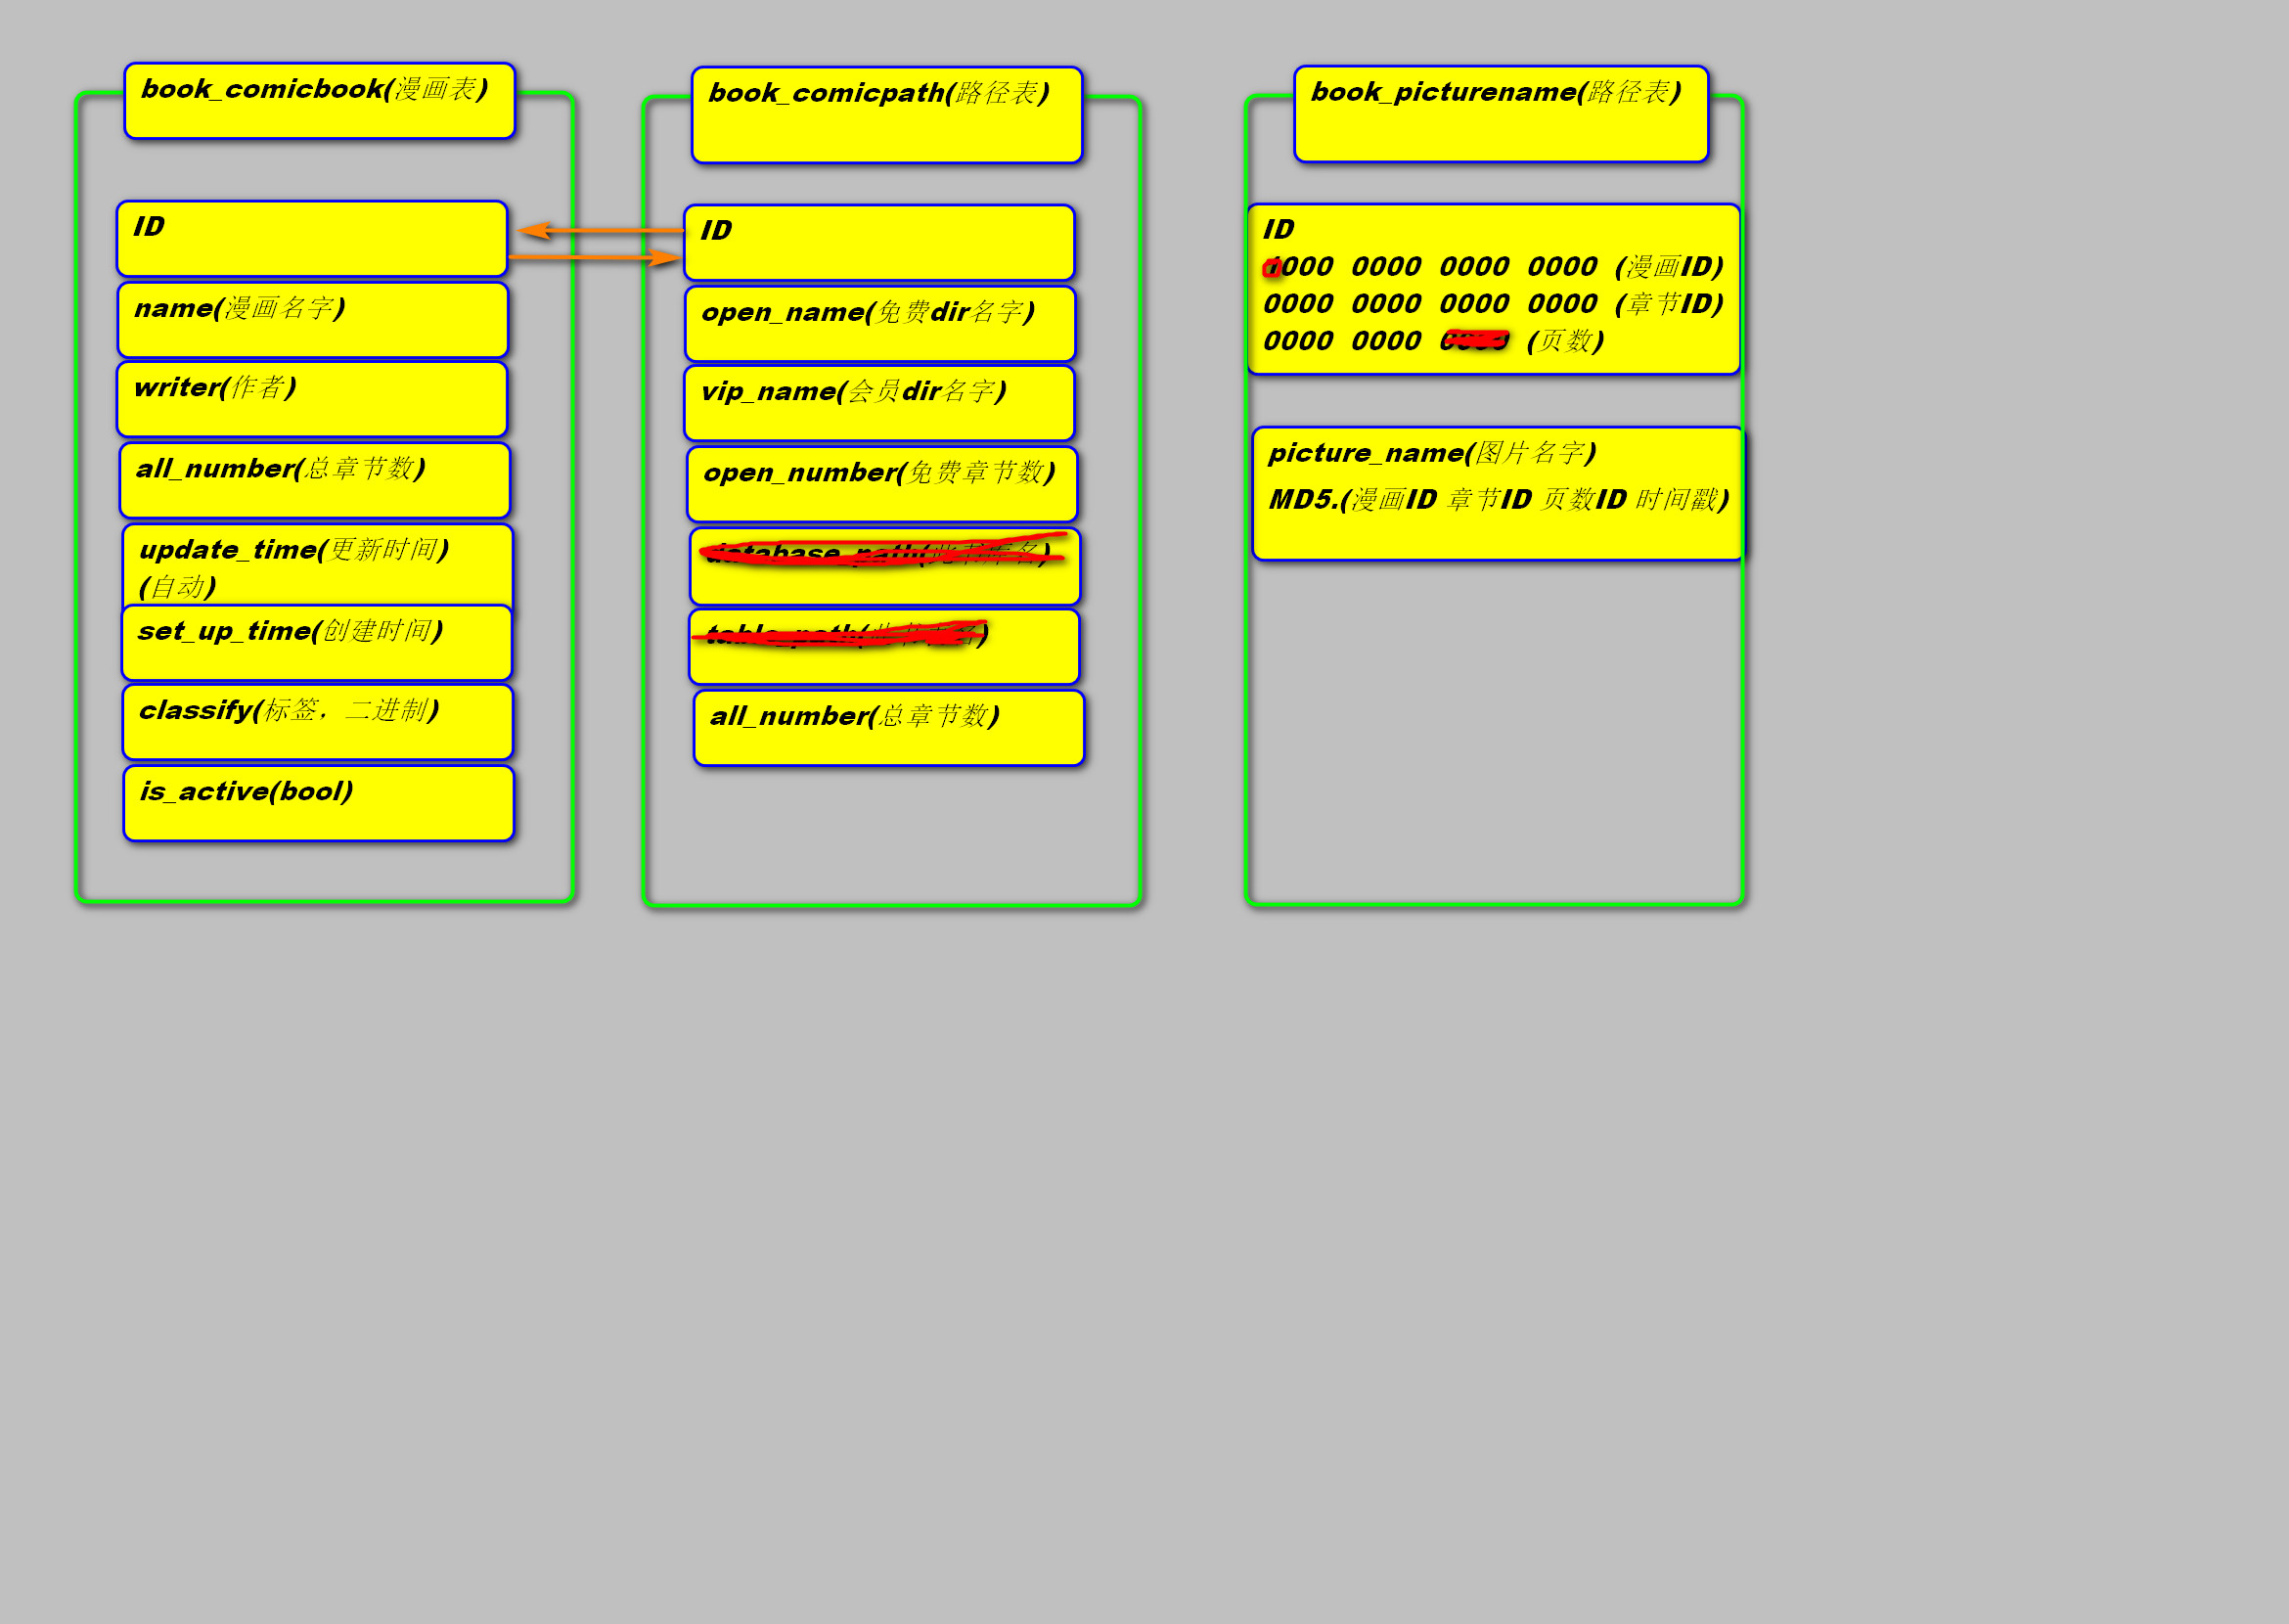 book_comicbook(漫画表)
ID
name(漫画名字)
writer(作者)
all_number(总章节数)
update_time(更新时间)
(自动)
set_up_time(创建时间)
classify(标签，二进制)
is_active(bool)
book_comicpath(路径表)
ID
open_name(免费dir名字)
vip_name(会员dir名字)
open_number(免费章节数)
database_path(
table_path(
all_number(总章节数)
book_picturename(路径表)
ID
000 0000 0000 0000 (漫画ID)
0000 0000 0000 0000 (章节ID)
0000 0000 0000 (页数)
picture_name(图片名字)
MD5.(漫画ID 章节ID 页数ID 时间戳)